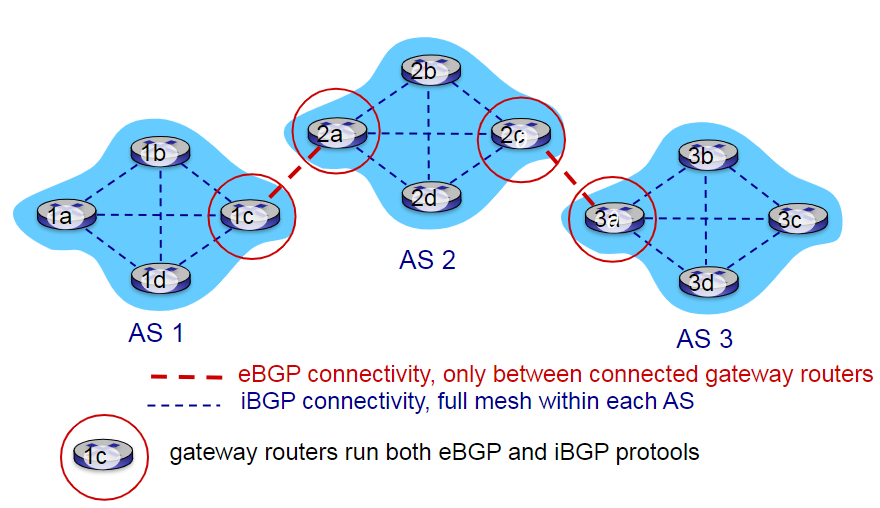 2b
2a
2c
2d
1b
1a
1c
1d
3b
3a
3c
3d
AS 2
AS 1
AS 3
eBGP connectivity, only between connected gateway routers
iBGP connectivity, full mesh within each AS
1c
gateway routers run both eBGP and iBGP protools